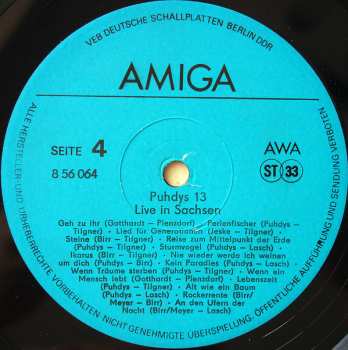 VEB DEUTSCHE SCHALLPLATTEN BERLIN DDR
AMIGA
SEITE 4
8 56 064
AWA
ST 33
Puhdys 13
Live in Sachsen
Geh zu ihr (Gotthardt - Plenzdorf) · Perlenfischer (Puhdys -
Tilgner) · Lied für Generationen (Jeske - Tilgner) ·
Steine (Birr - Tilgner) · Reise zum Mittelpunkt der Erde
(Puhdys - Tilgner) · Sturmvogel (Puhdys - Lasch) ·
Ikarus (Birr - Tilgner) · Nie wieder werde ich weinen
um dich (Puhdys - Birr) · Kein Paradies (Puhdys - Lasch) ·
Wenn Träume sterben (Puhdys - Tilgner) · Wenn ein
Mensch lebt (Gotthardt - Plenzdorf) · Lebenszeit
(Puhdys - Tilgner) · Alt wie ein Baum
(Puhdys - Lasch) · Rockerrente (Birr/
Meyer - Birr) · An den Ufern der
Nacht (Birr/Meyer - Lasch)
ALLE HERSTELLER- UND URHEBERRECHTE VORBEHALTEN. NICHT GENEHMIGTE ÜBERSPIELUNG, ÖFFENTLICHE AUFFÜHRUNG UND SENDUNG VERBOTEN